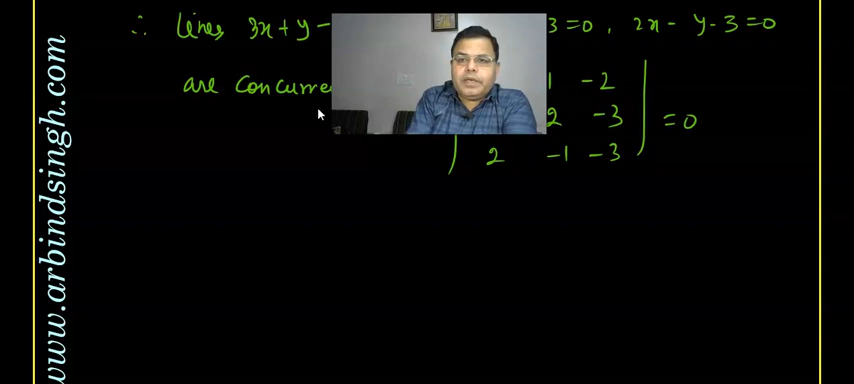 www.arbindsingh.com
∴ lines 3x + y − 3 = 0 , 2x − y − 3 = 0
are concurre 1 −2
2 −3 = 0
2 −1 −3